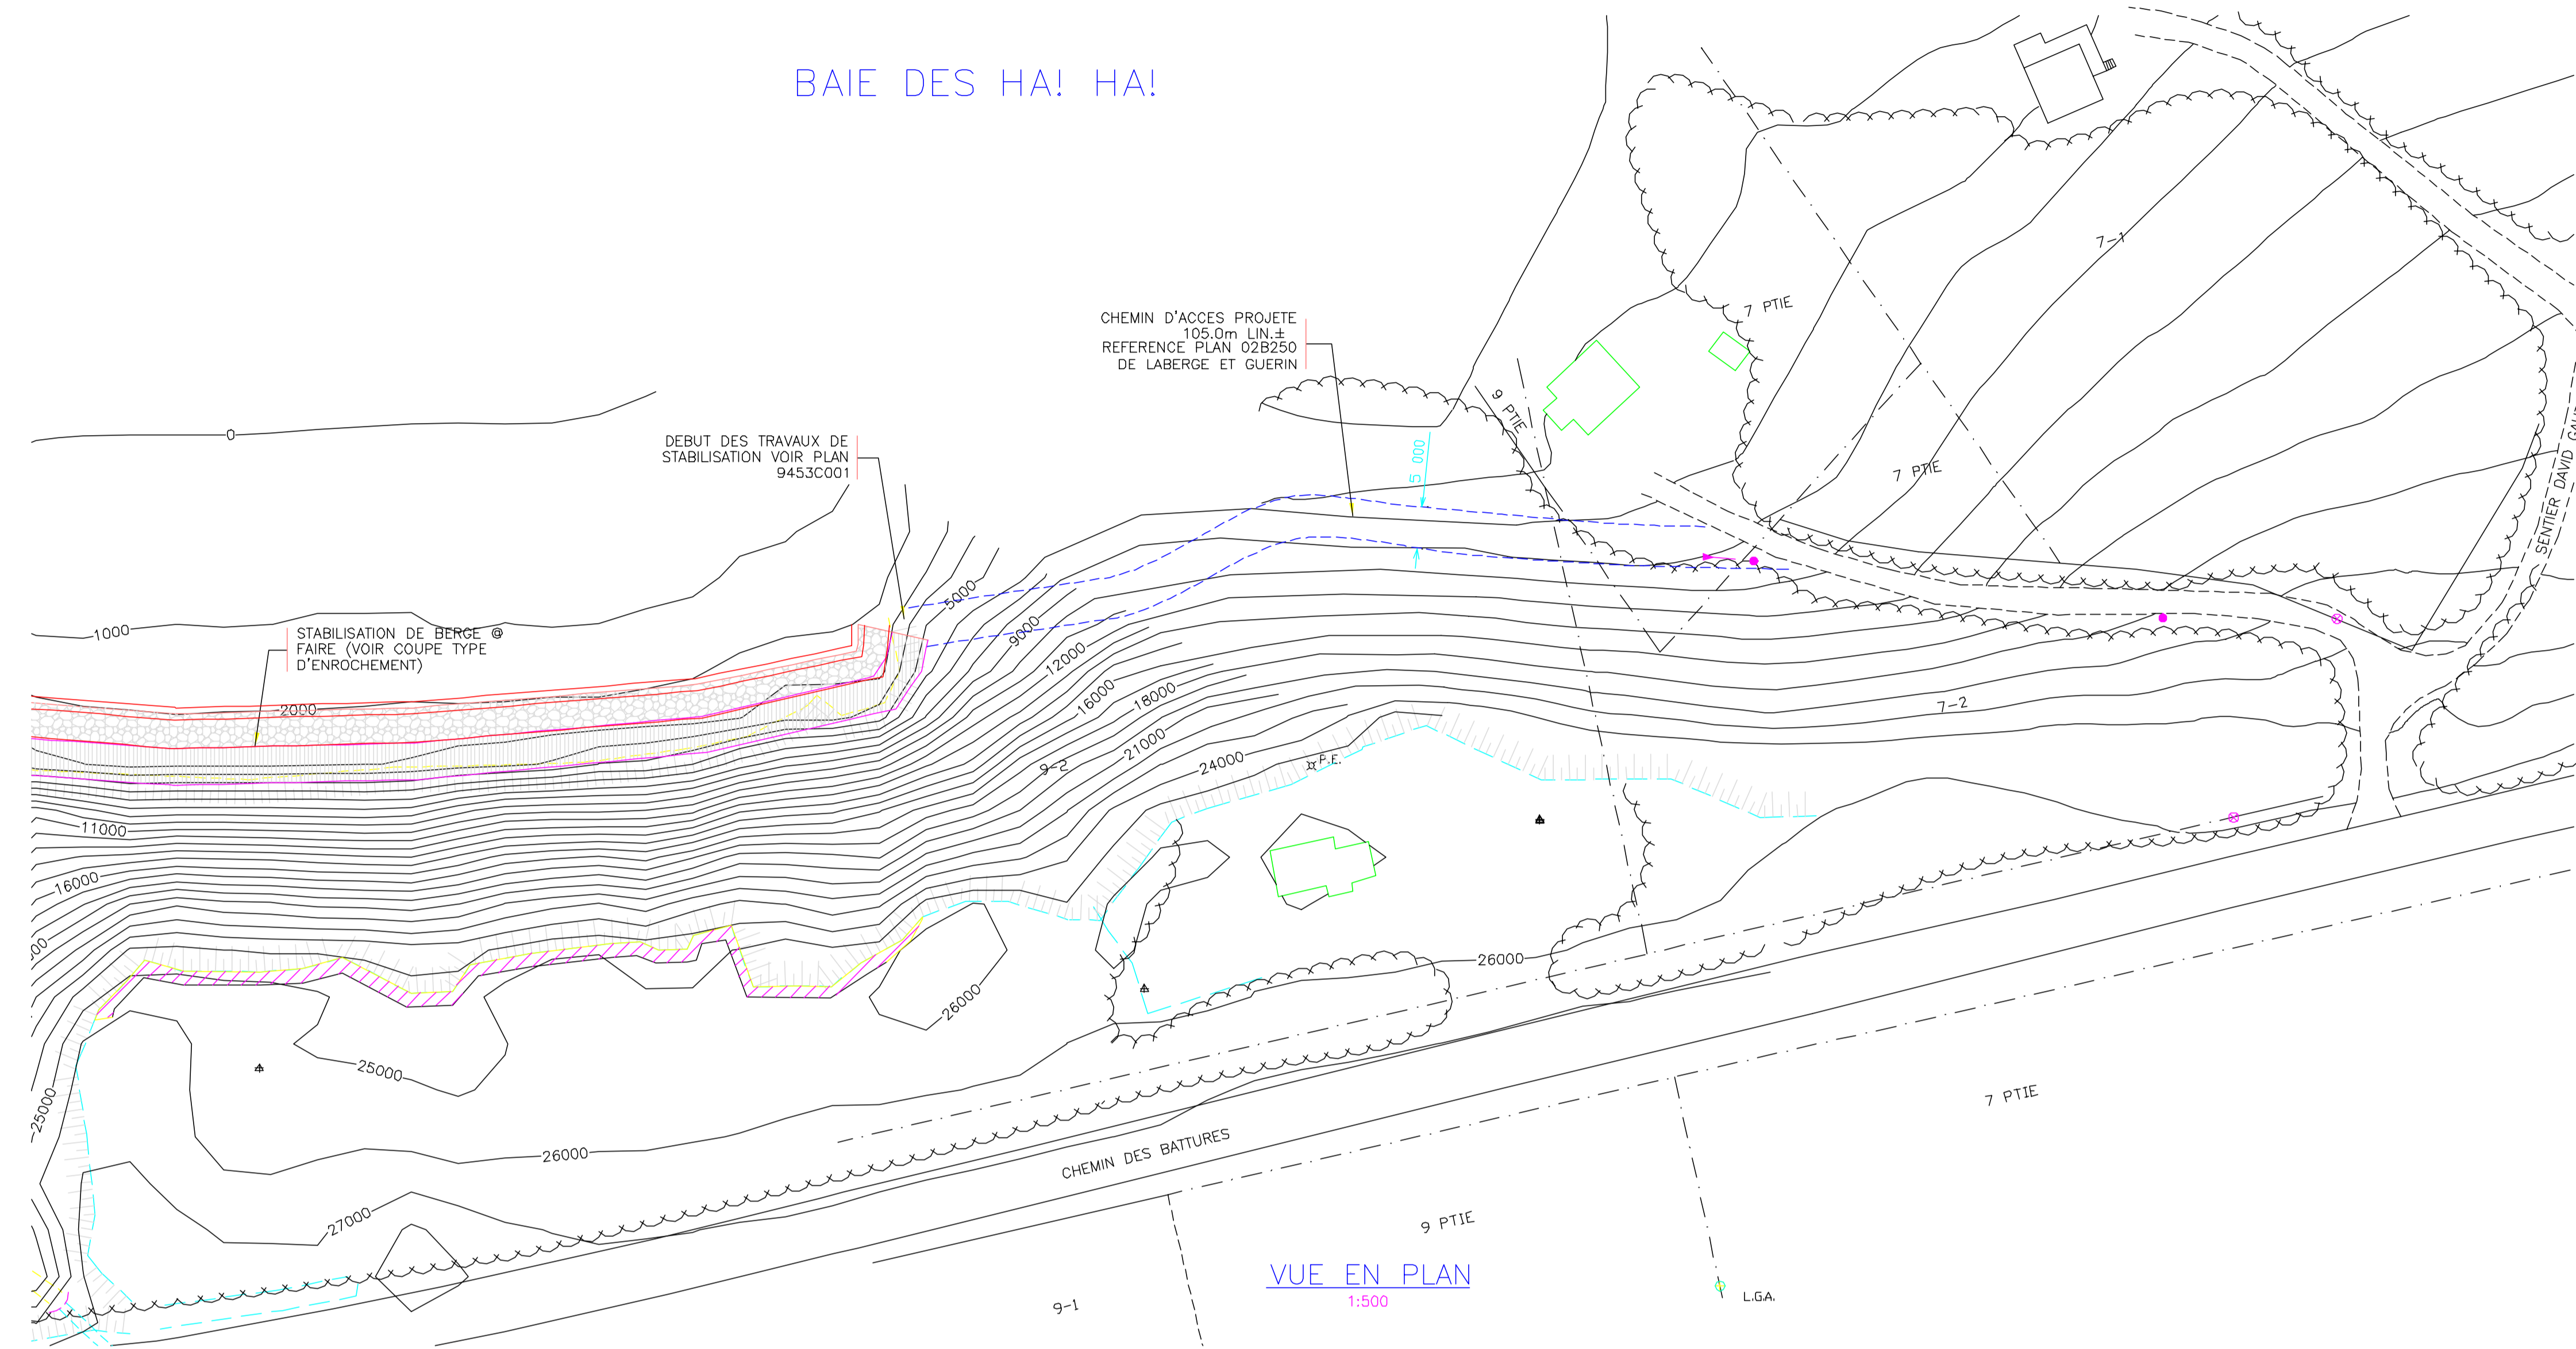 BAIE DES HA! HA!
7-1
7 PTIE
CHEMIN D'ACCES PROJETE
105.0m LIN.±
REFERENCE PLAN 02B250
DE LABERGE ET GUERIN
9 PTIE
0
DEBUT DES TRAVAUX DE
STABILISATION VOIR PLAN
9453C001
5 000
7 PTIE
SENTIER DAVID
5000
1000
STABILISATION DE BERGE @
FAIRE (VOIR COUPE TYPE
D'ENROCHEMENT)
9000
12000
16000
18000
2000
7-2
21000
9-2
24000
P.E.
11000
16000
26000
26000
25000
25000
26000
27000
CHEMIN DES BATTURES
7 PTIE
9 PTIE
VUE EN PLAN
1:500
9-1
L.G.A.